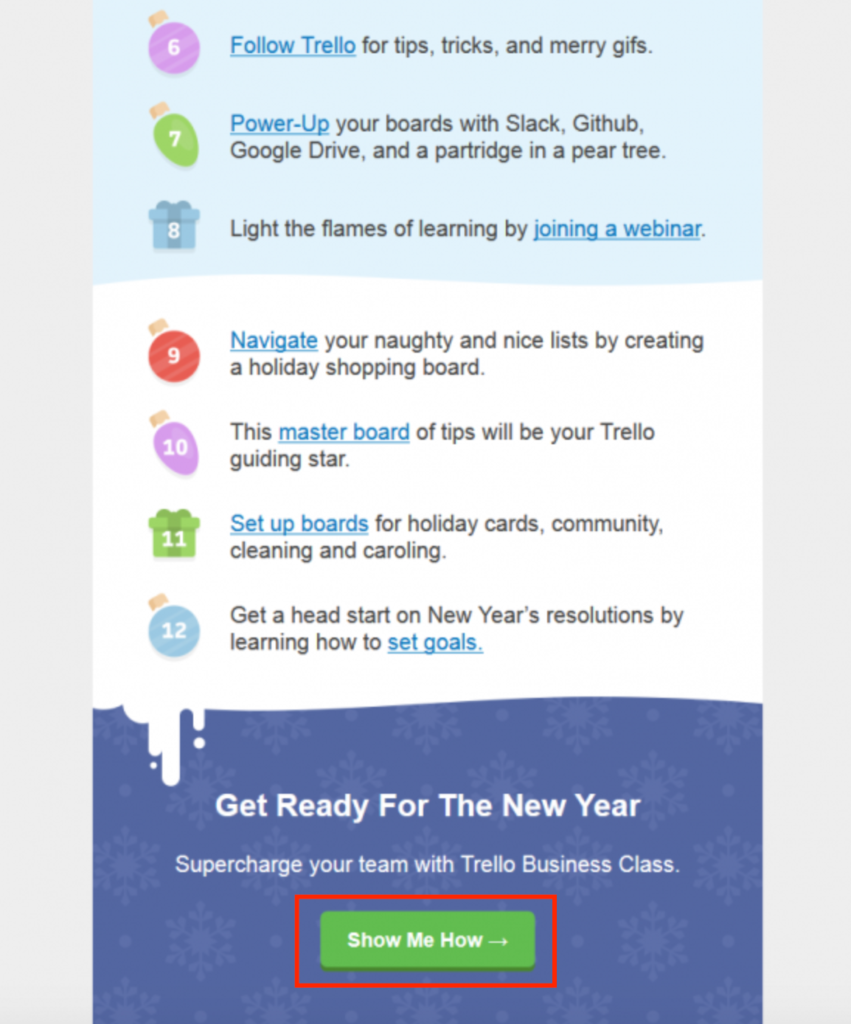 6
Follow Trello for tips, tricks, and merry gifs.
7
Power-Up your boards with Slack, Github,
Google Drive, and a partridge in a pear tree.
8
Light the flames of learning by joining a webinar.
9
Navigate your naughty and nice lists by creating
a holiday shopping board.
10
This master board of tips will be your Trello
guiding star.
11
Set up boards for holiday cards, community,
cleaning and caroling.
12
Get a head start on New Year’s resolutions by
learning how to set goals.
Get Ready For The New Year
Supercharge your team with Trello Business Class.
Show Me How →